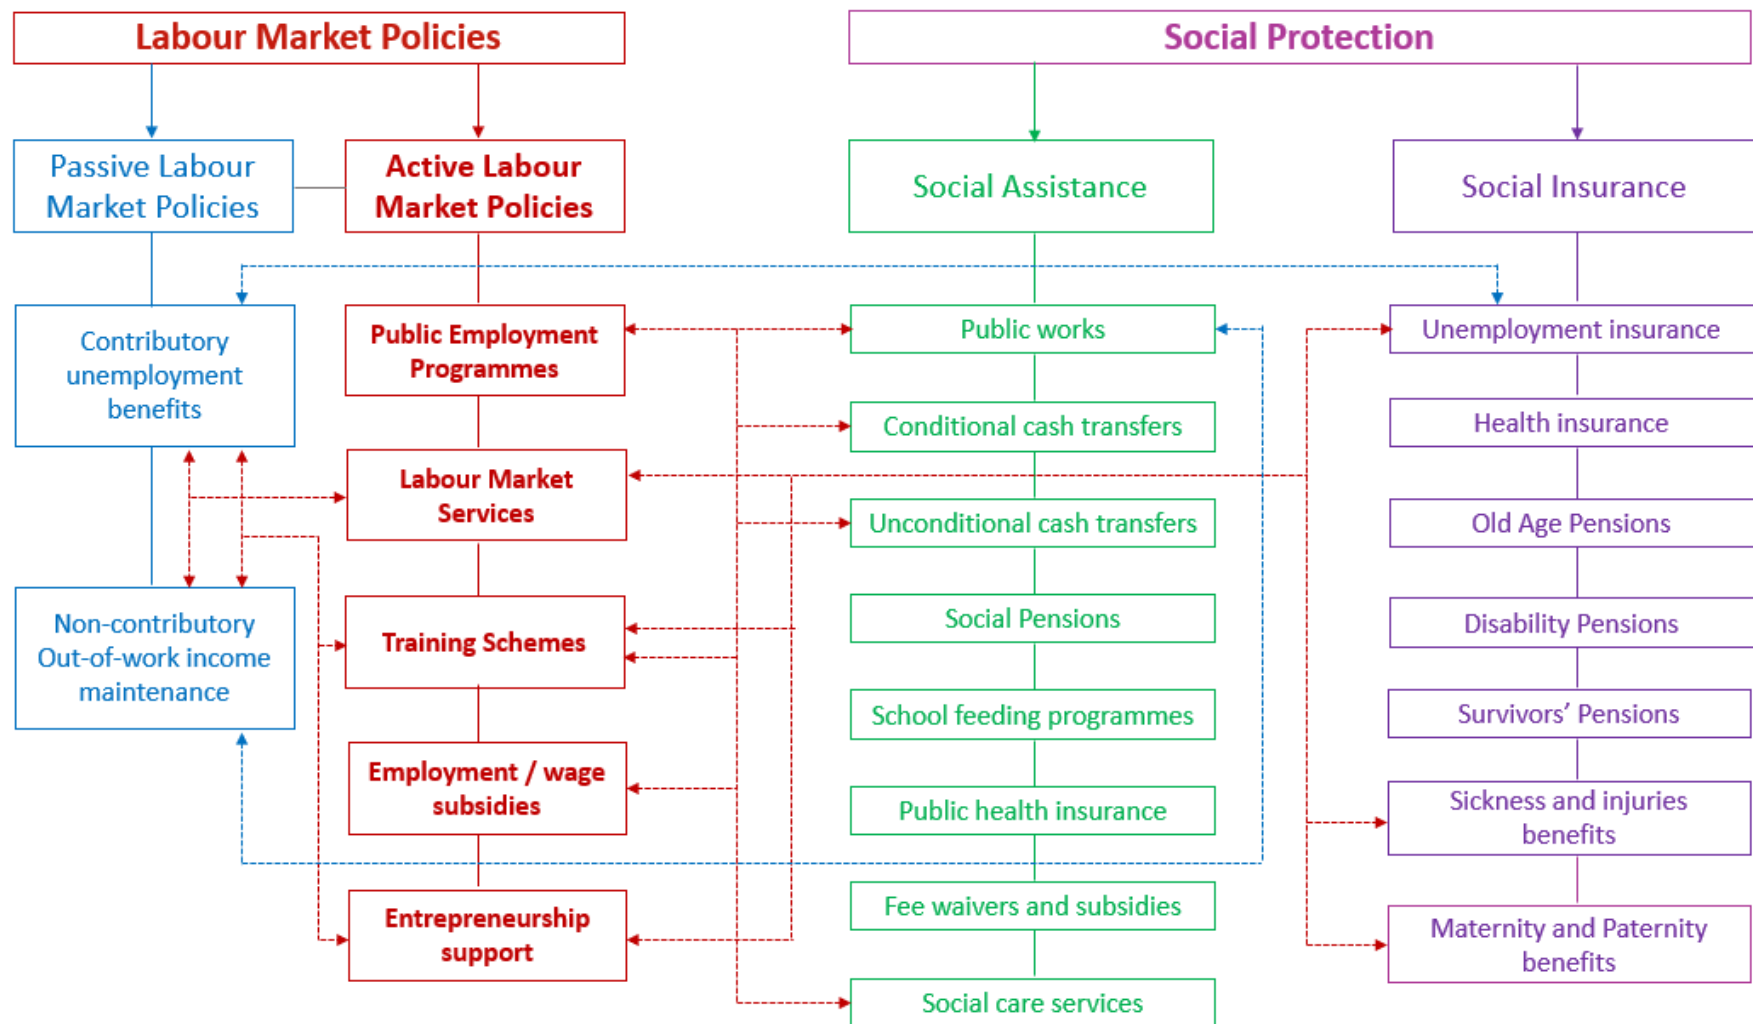 Labour Market Policies
Social Protection
Passive Labour
Market Policies
Active Labour
Market Policies
Social Assistance
Social Insurance
Contributory
unemployment
benefits
Non-contributory
Out-of-work income
maintenance
Public Employment
Programmes
Labour Market
Services
Training Schemes
Employment / wage
subsidies
Entrepreneurship
support
Public works
Conditional cash transfers
Unconditional cash transfers
Social Pensions
School feeding programmes
Public health insurance
Fee waivers and subsidies
Social care services
Unemployment insurance
Health insurance
Old Age Pensions
Disability Pensions
Survivors’ Pensions
Sickness and injuries
benefits
Maternity and Paternity
benefits